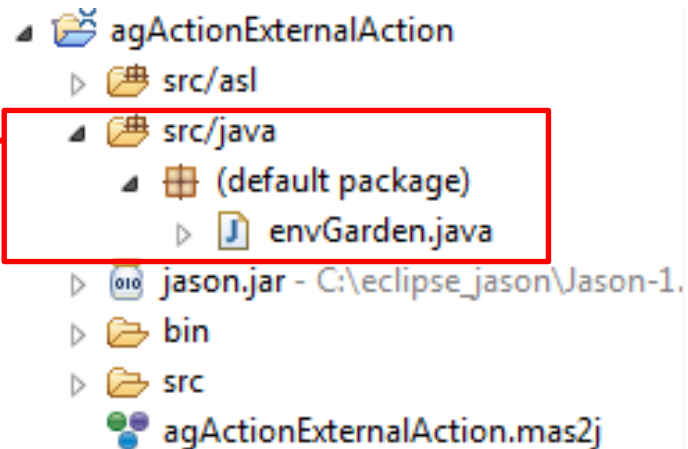 agActionExternalAction
src/asl
src/java
(default package)
envGarden.java
jason.jar - C:\eclipse_jason\Jason-1.
bin
src
agActionExternalAction.mas2j